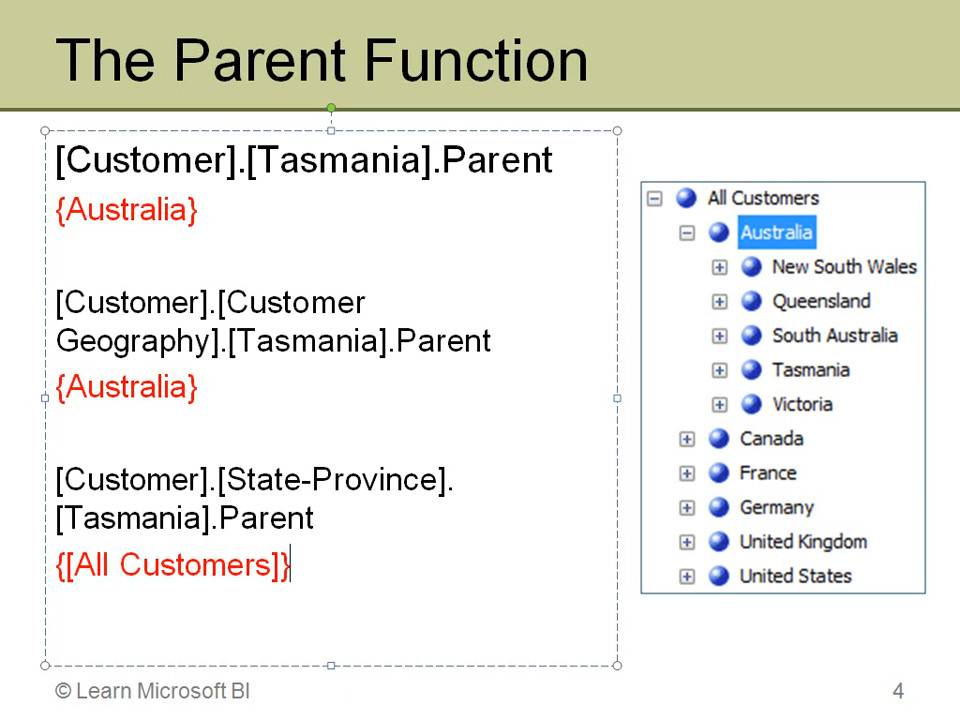 The Parent Function
[Customer].[Tasmania].Parent
{Australia}
[Customer].[Customer
Geography].[Tasmania].Parent
{Australia}
[Customer].[State-Province].
[Tasmania].Parent
{[All Customers]}
All Customers
Australia
New South Wales
Queensland
South Australia
Tasmania
Victoria
Canada
France
Germany
United Kingdom
United States
© Learn Microsoft BI
4